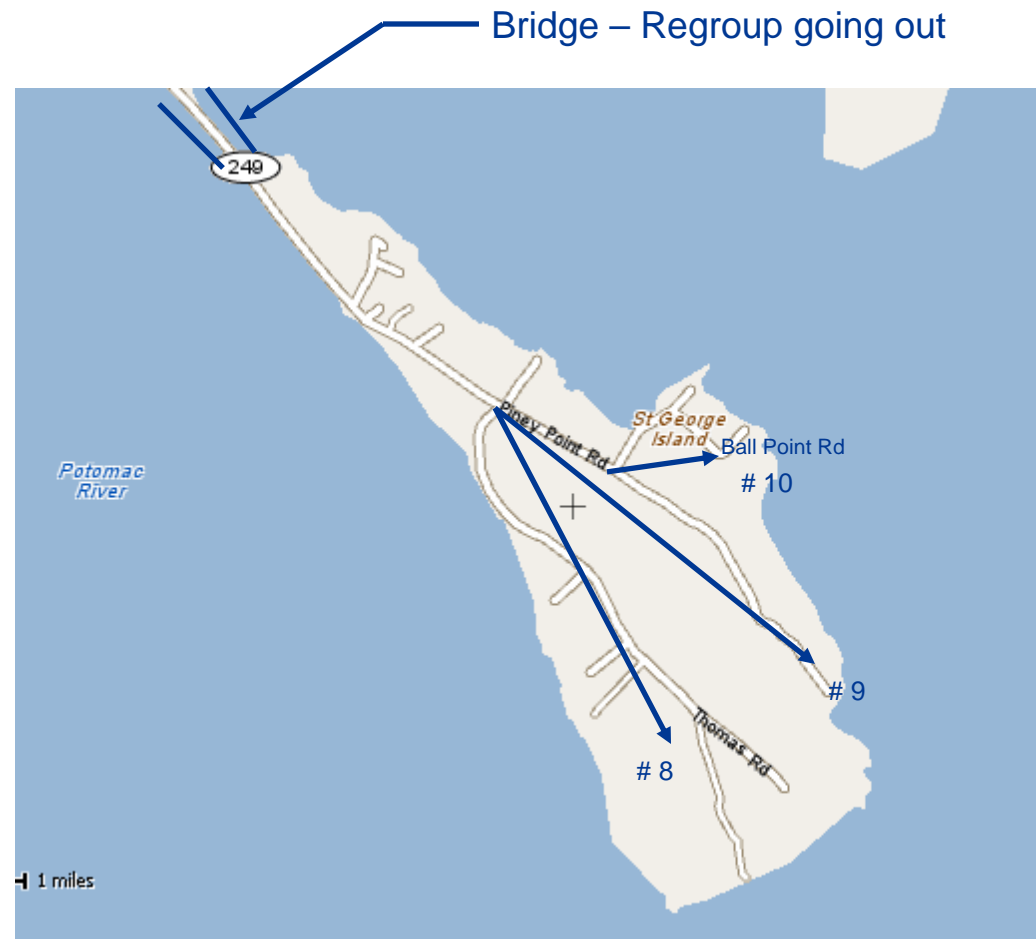 Bridge – Regroup going out
249
Piney Point Rd
St George
Island
Ball Point Rd
# 10
Potomac
River
# 9
Thomas Rd
# 8
1 miles